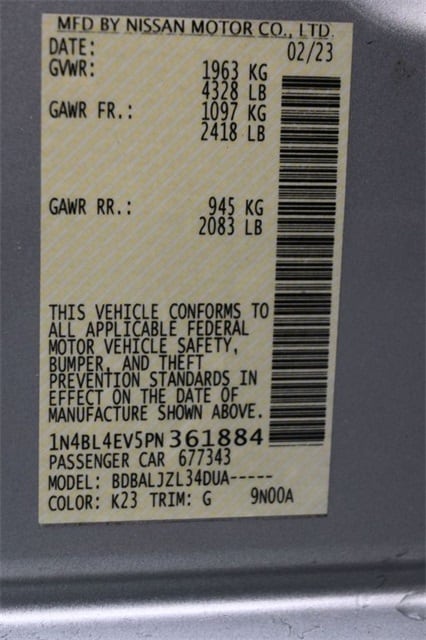 MFD BY NISSAN MOTOR CO., LTD.
DATE: 02/23
GVWR: 1963 KG
4328 LB
GAWR FR.: 1097 KG
2418 LB
GAWR RR.: 945 KG
2083 LB
THIS VEHICLE CONFORMS TO
ALL APPLICABLE FEDERAL
MOTOR VEHICLE SAFETY,
BUMPER, AND THEFT
PREVENTION STANDARDS IN
EFFECT ON THE DATE OF
MANUFACTURE SHOWN ABOVE.
1N4BL4EV5PN361884
PASSENGER CAR 677343
MODEL: BDBALJZL34DUA-----
COLOR: K23 TRIM: G 9N00A